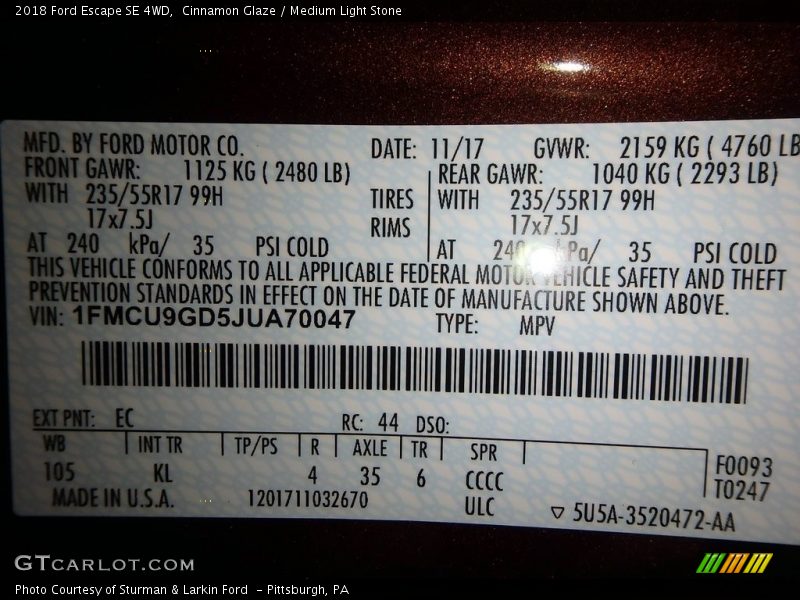 2018 Ford Escape SE 4WD, Cinnamon Glaze / Medium Light Stone
MFD. BY FORD MOTOR CO. DATE: 11/17 GVWR: 2159 KG ( 4760 LB
FRONT GAWR: 1125 KG ( 2480 LB) REAR GAWR: 1040 KG ( 2293 LB)
WITH 235/55R17 99H TIRES WITH 235/55R17 99H
17x7.5J RIMS 17x7.5J
AT 240 kPa/ 35 PSI COLD AT 240 kPa/ 35 PSI COLD
THIS VEHICLE CONFORMS TO ALL APPLICABLE FEDERAL MOTOR VEHICLE SAFETY AND THEFT
PREVENTION STANDARDS IN EFFECT ON THE DATE OF MANUFACTURE SHOWN ABOVE.
VIN: 1FMCU9GD5JUA70047 TYPE: MPV
EXT PNT: EC RC: 44 DSO:
WB INT TR TP/PS R AXLE TR SPR
105 KL 4 35 6 CCCC F0093
MADE IN U.S.A. 1201711032670 ULC T0247
5U5A-3520472-AA
GTCARLOT.COM
Photo Courtesy of Sturman & Larkin Ford - Pittsburgh, PA